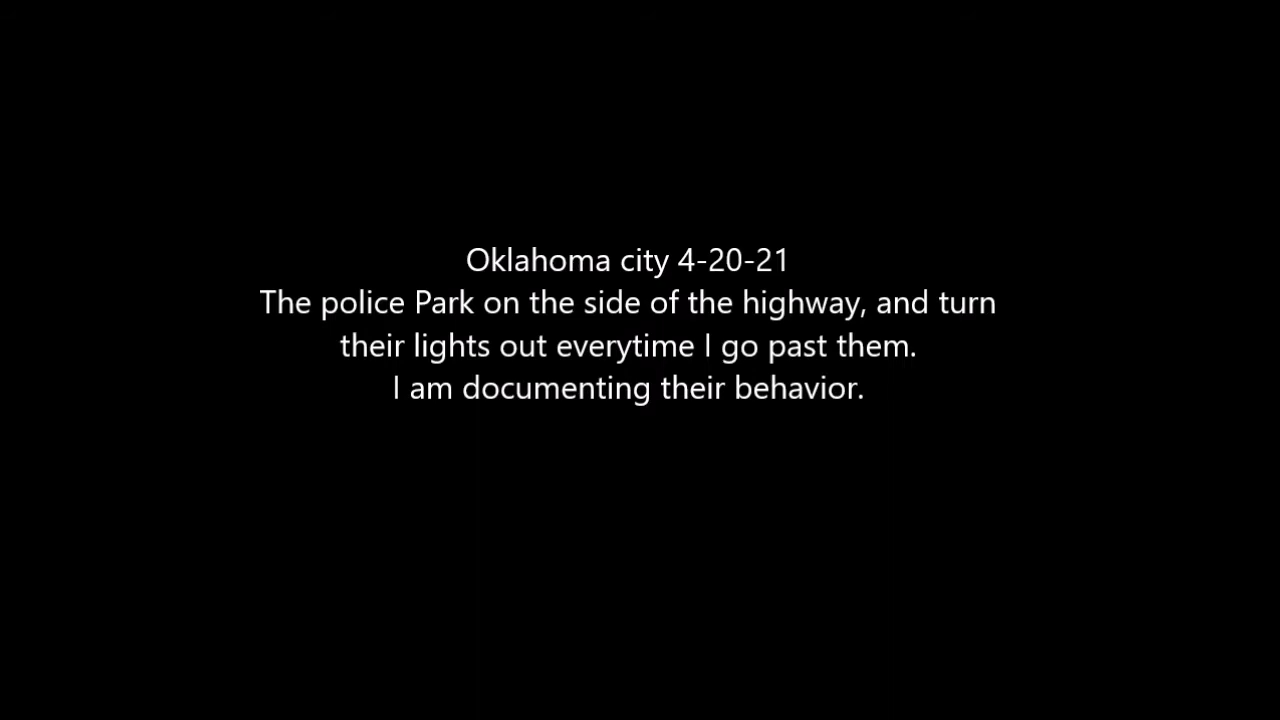 Oklahoma city 4-20-21
The police Park on the side of the highway, and turn
their lights out everytime I go past them.
I am documenting their behavior.